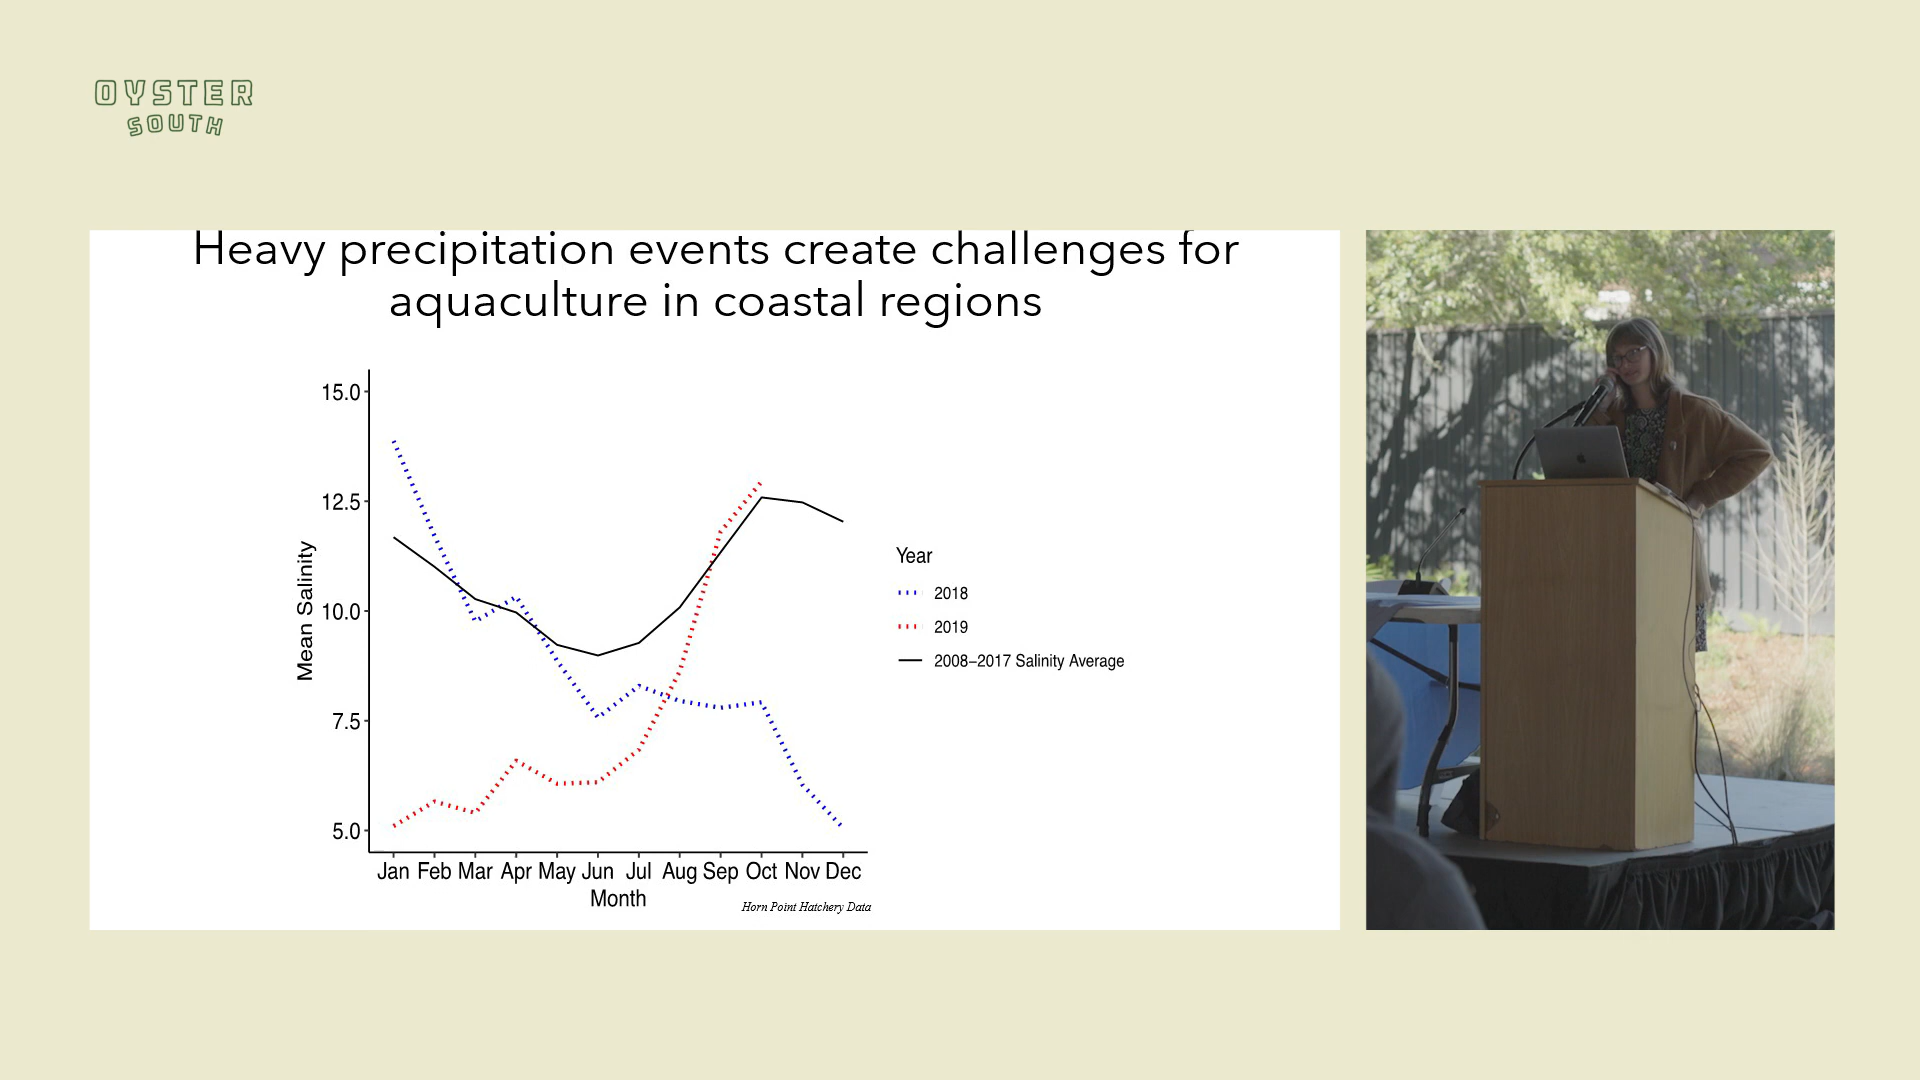 OYSTER
SOUTH
Heavy precipitation events create challenges for
aquaculture in coastal regions
15.0
12.5
10.0
7.5
5.0
Mean Salinity
Jan Feb Mar Apr May Jun Jul Aug Sep Oct Nov Dec
Month
Horn Point Hatchery Data
Year
2018
2019
2008–2017 Salinity Average